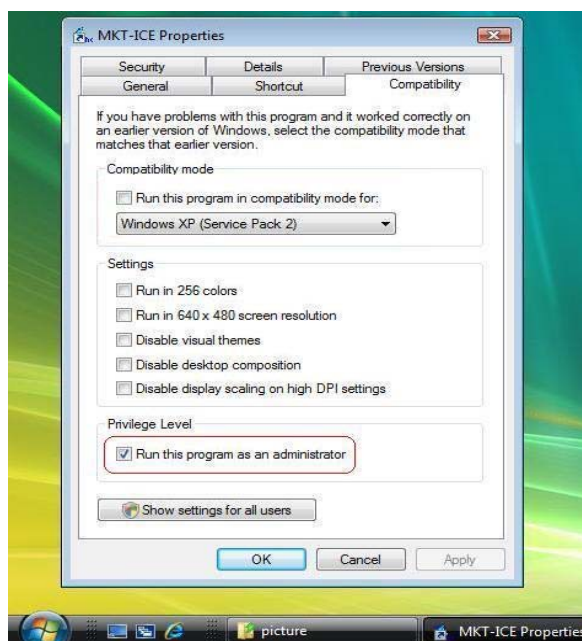 MKT-ICE Properties
Security Details Previous Versions
General Shortcut Compatibility
If you have problems with this program and it worked correctly on
an earlier version of Windows, select the compatibility mode that
matches that earlier version.
Compatibility mode
Run this program in compatibility mode for:
Windows XP (Service Pack 2)
Settings
Run in 256 colors
Run in 640 x 480 screen resolution
Disable visual themes
Disable desktop composition
Disable display scaling on high DPI settings
Privilege Level
Run this program as an administrator
Show settings for all users
OK Cancel Apply
picture MKT-ICE Propertie